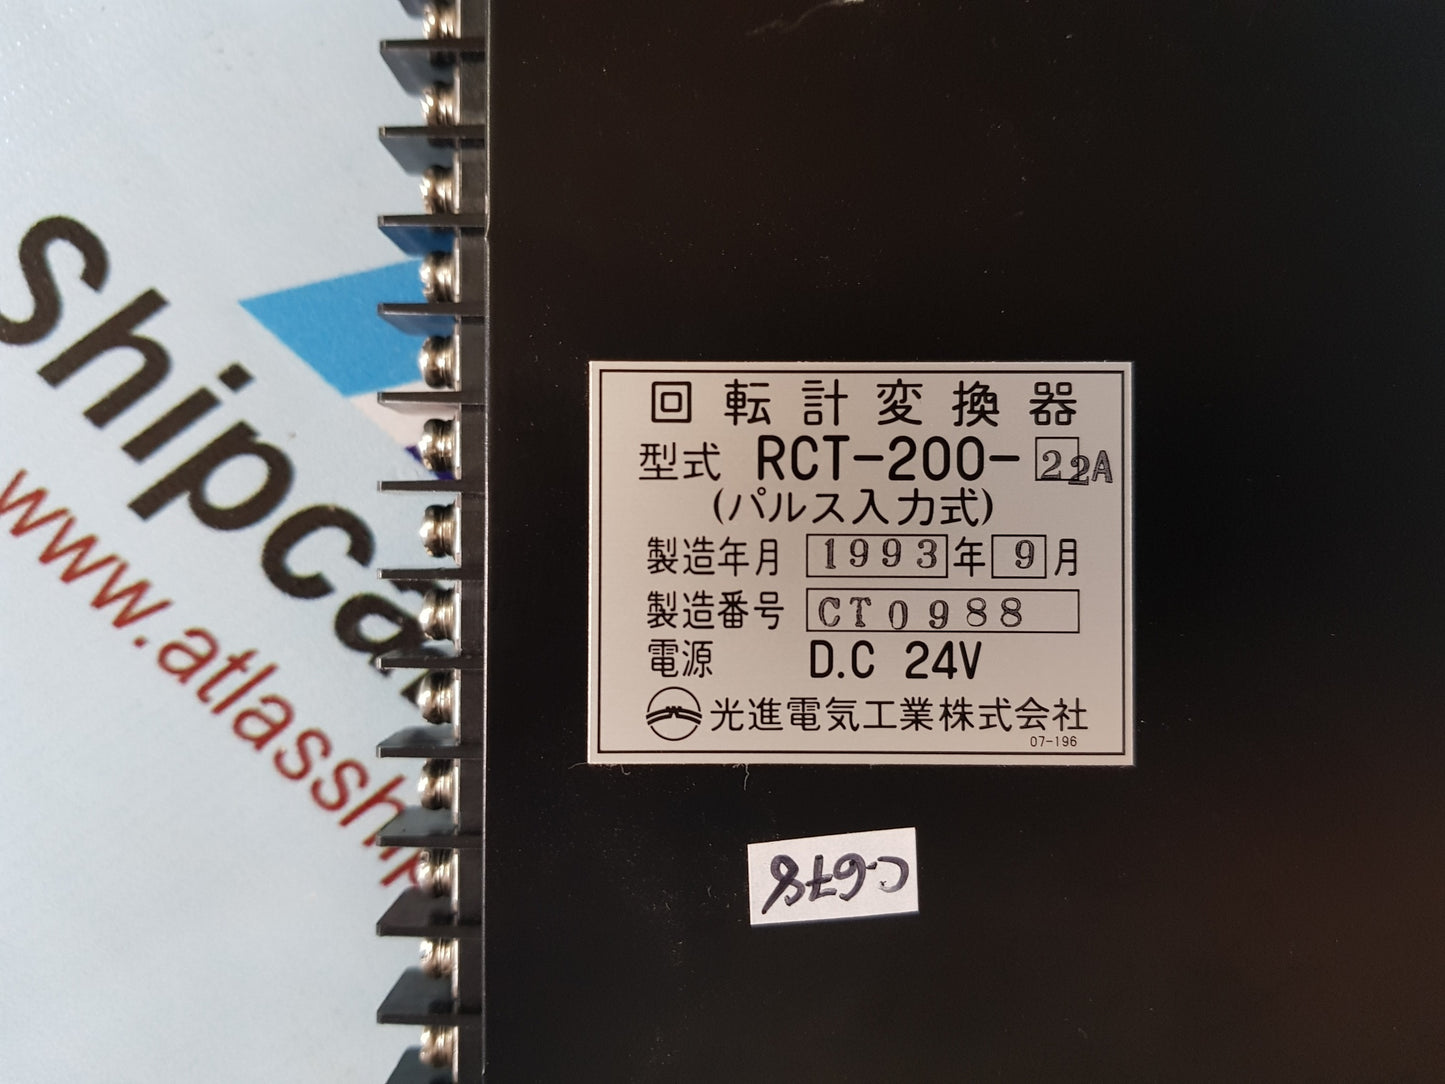 Shipca
www.atlasship
回転計変換器
型式 RCT-200-22A
(パルス入力式)
製造年月 1993年9月
製造番号 CT0988
電源 D.C 24V
光進電気工業株式会社
07-196
C-678